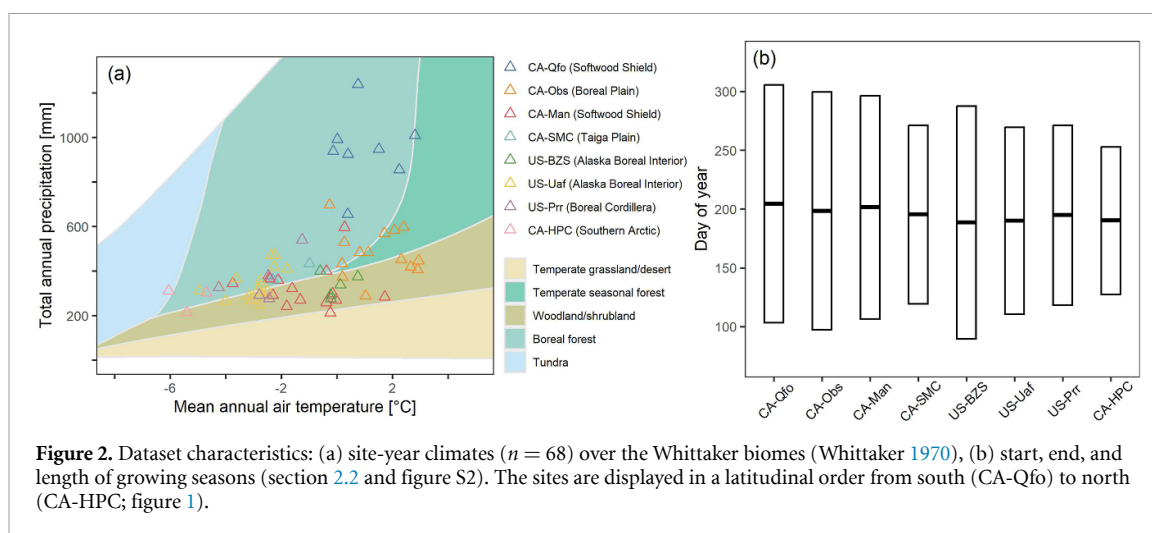 (a)
Total annual precipitation [mm]
1000
600
200
-6
-2
2
Mean annual air temperature [°C]
CA-Qfo (Softwood Shield)
CA-Obs (Boreal Plain)
CA-Man (Softwood Shield)
CA-SMC (Taiga Plain)
US-BZS (Alaska Boreal Interior)
US-Uaf (Alaska Boreal Interior)
US-Prr (Boreal Cordillera)
CA-HPC (Southern Arctic)
Temperate grassland/desert
Temperate seasonal forest
Woodland/shrubland
Boreal forest
Tundra
(b)
Day of year
300
250
200
150
100
CA-Qfo
CA-Obs
CA-Man
CA-SMC
US-BZS
US-Uaf
US-Prr
CA-HPC
Figure 2. Dataset characteristics: (a) site-year climates (n = 68) over the Whittaker biomes (Whittaker 1970), (b) start, end, and
length of growing seasons (section 2.2 and figure S2). The sites are displayed in a latitudinal order from south (CA-Qfo) to north
(CA-HPC; figure 1).